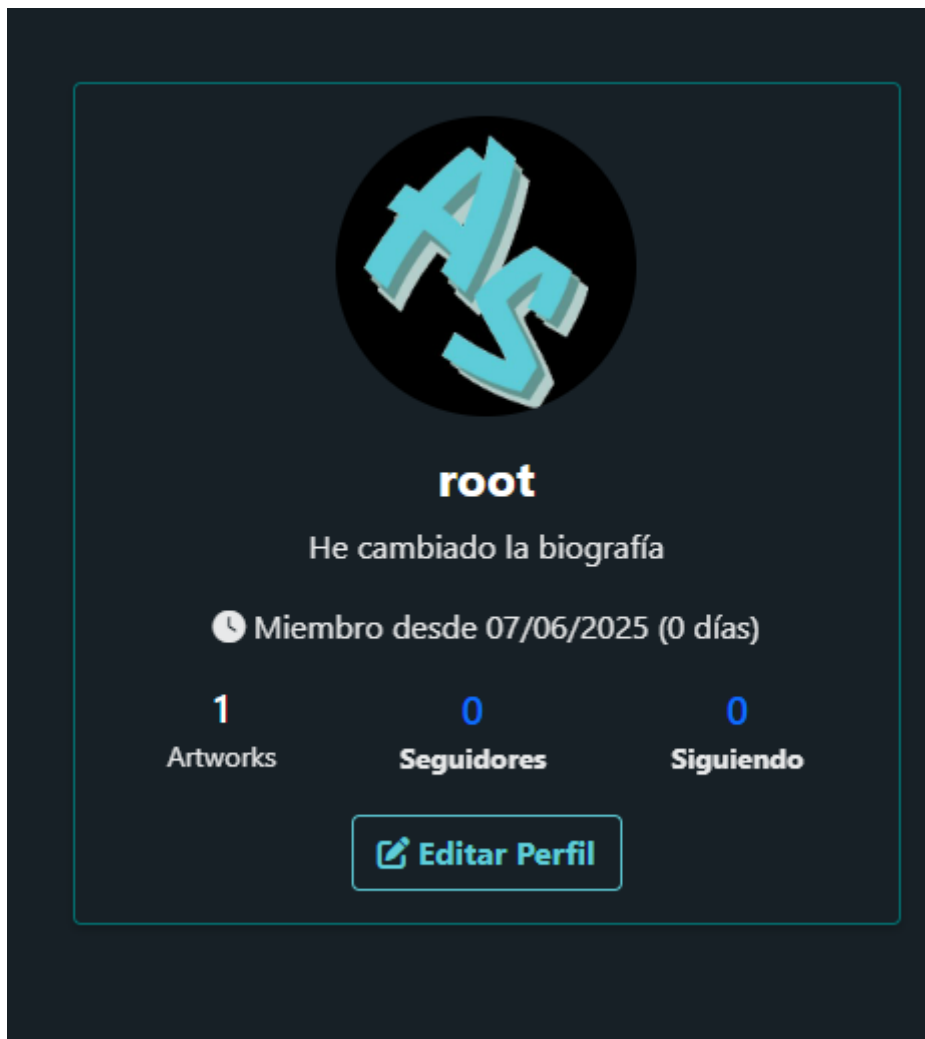 AS
root
He cambiado la biografía
Miembro desde 07/06/2025 (0 días)
1 0 0
Artworks Seguidores Siguiendo
Editar Perfil